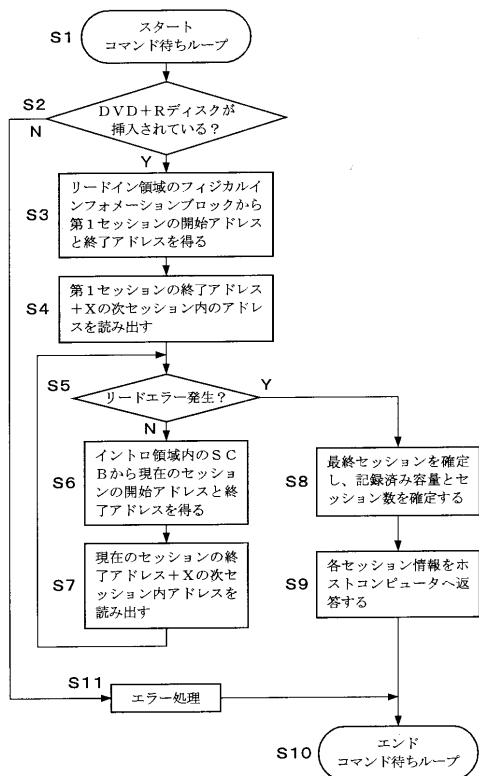 S1
スタート
コマンド待ちループ
S2
DVD+Rディスクが
挿入されている?
N
Y
S3
リードイン領域のフィジカルイ
ンフォメーションブロックから
第1セッションの開始アドレス
と終了アドレスを得る
S4
第1セッションの終了アドレス
+Xの次セッション内のアドレ
スを読み出す
S5
リードエラー発生?
Y
N
S6
イントロ領域内のSC
Bから現在のセッショ
ンの開始アドレスと終
了アドレスを得る
S7
現在のセッションの終
了アドレス+Xの次セ
ッション内アドレスを
読み出す
S8
最終セッションを確定
し、記録済み容量とセ
ッション数を確定する
S9
各セッション情報をホ
ストコンピュータへ返
答する
S11
エラー処理
S10
エンド
コマンド待ちループ